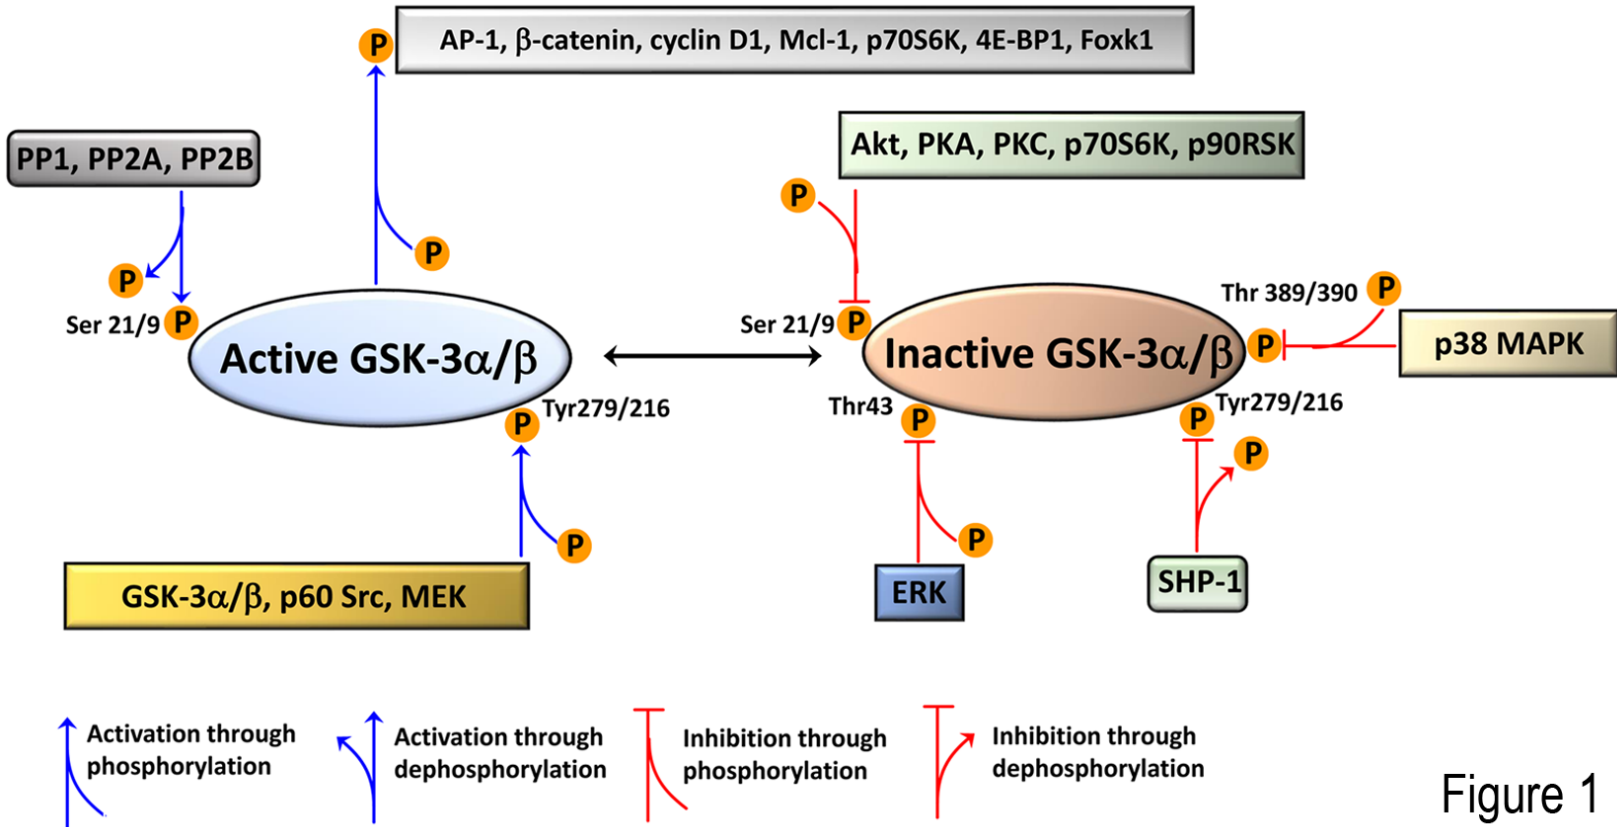 P
AP-1, β-catenin, cyclin D1, Mcl-1, p70S6K, 4E-BP1, Foxk1
PP1, PP2A, PP2B
Akt, PKA, PKC, p70S6K, p90RSK
P
P
P
Thr 389/390
P
Ser 21/9
P
Ser 21/9
P
Active GSK-3α/β
Inactive GSK-3α/β
P
p38 MAPK
Tyr279/216
P
Thr43
P
Tyr279/216
P
P
P
P
GSK-3α/β, p60 Src, MEK
ERK
SHP-1
Activation through
phosphorylation
Activation through
dephosphorylation
Inhibition through
phosphorylation
Inhibition through
dephosphorylation
Figure 1